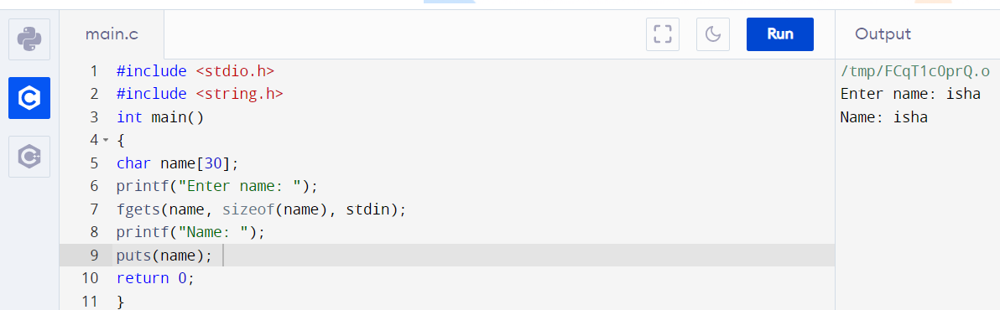 main.c
Run
Output
1 #include <stdio.h>
2 #include <string.h>
3 int main()
4 {
5 char name[30];
6 printf("Enter name: ");
7 fgets(name, sizeof(name), stdin);
8 printf("Name: ");
9 puts(name);
10 return 0;
11 }
/tmp/FCqT1c0prQ.o
Enter name: isha
Name: isha